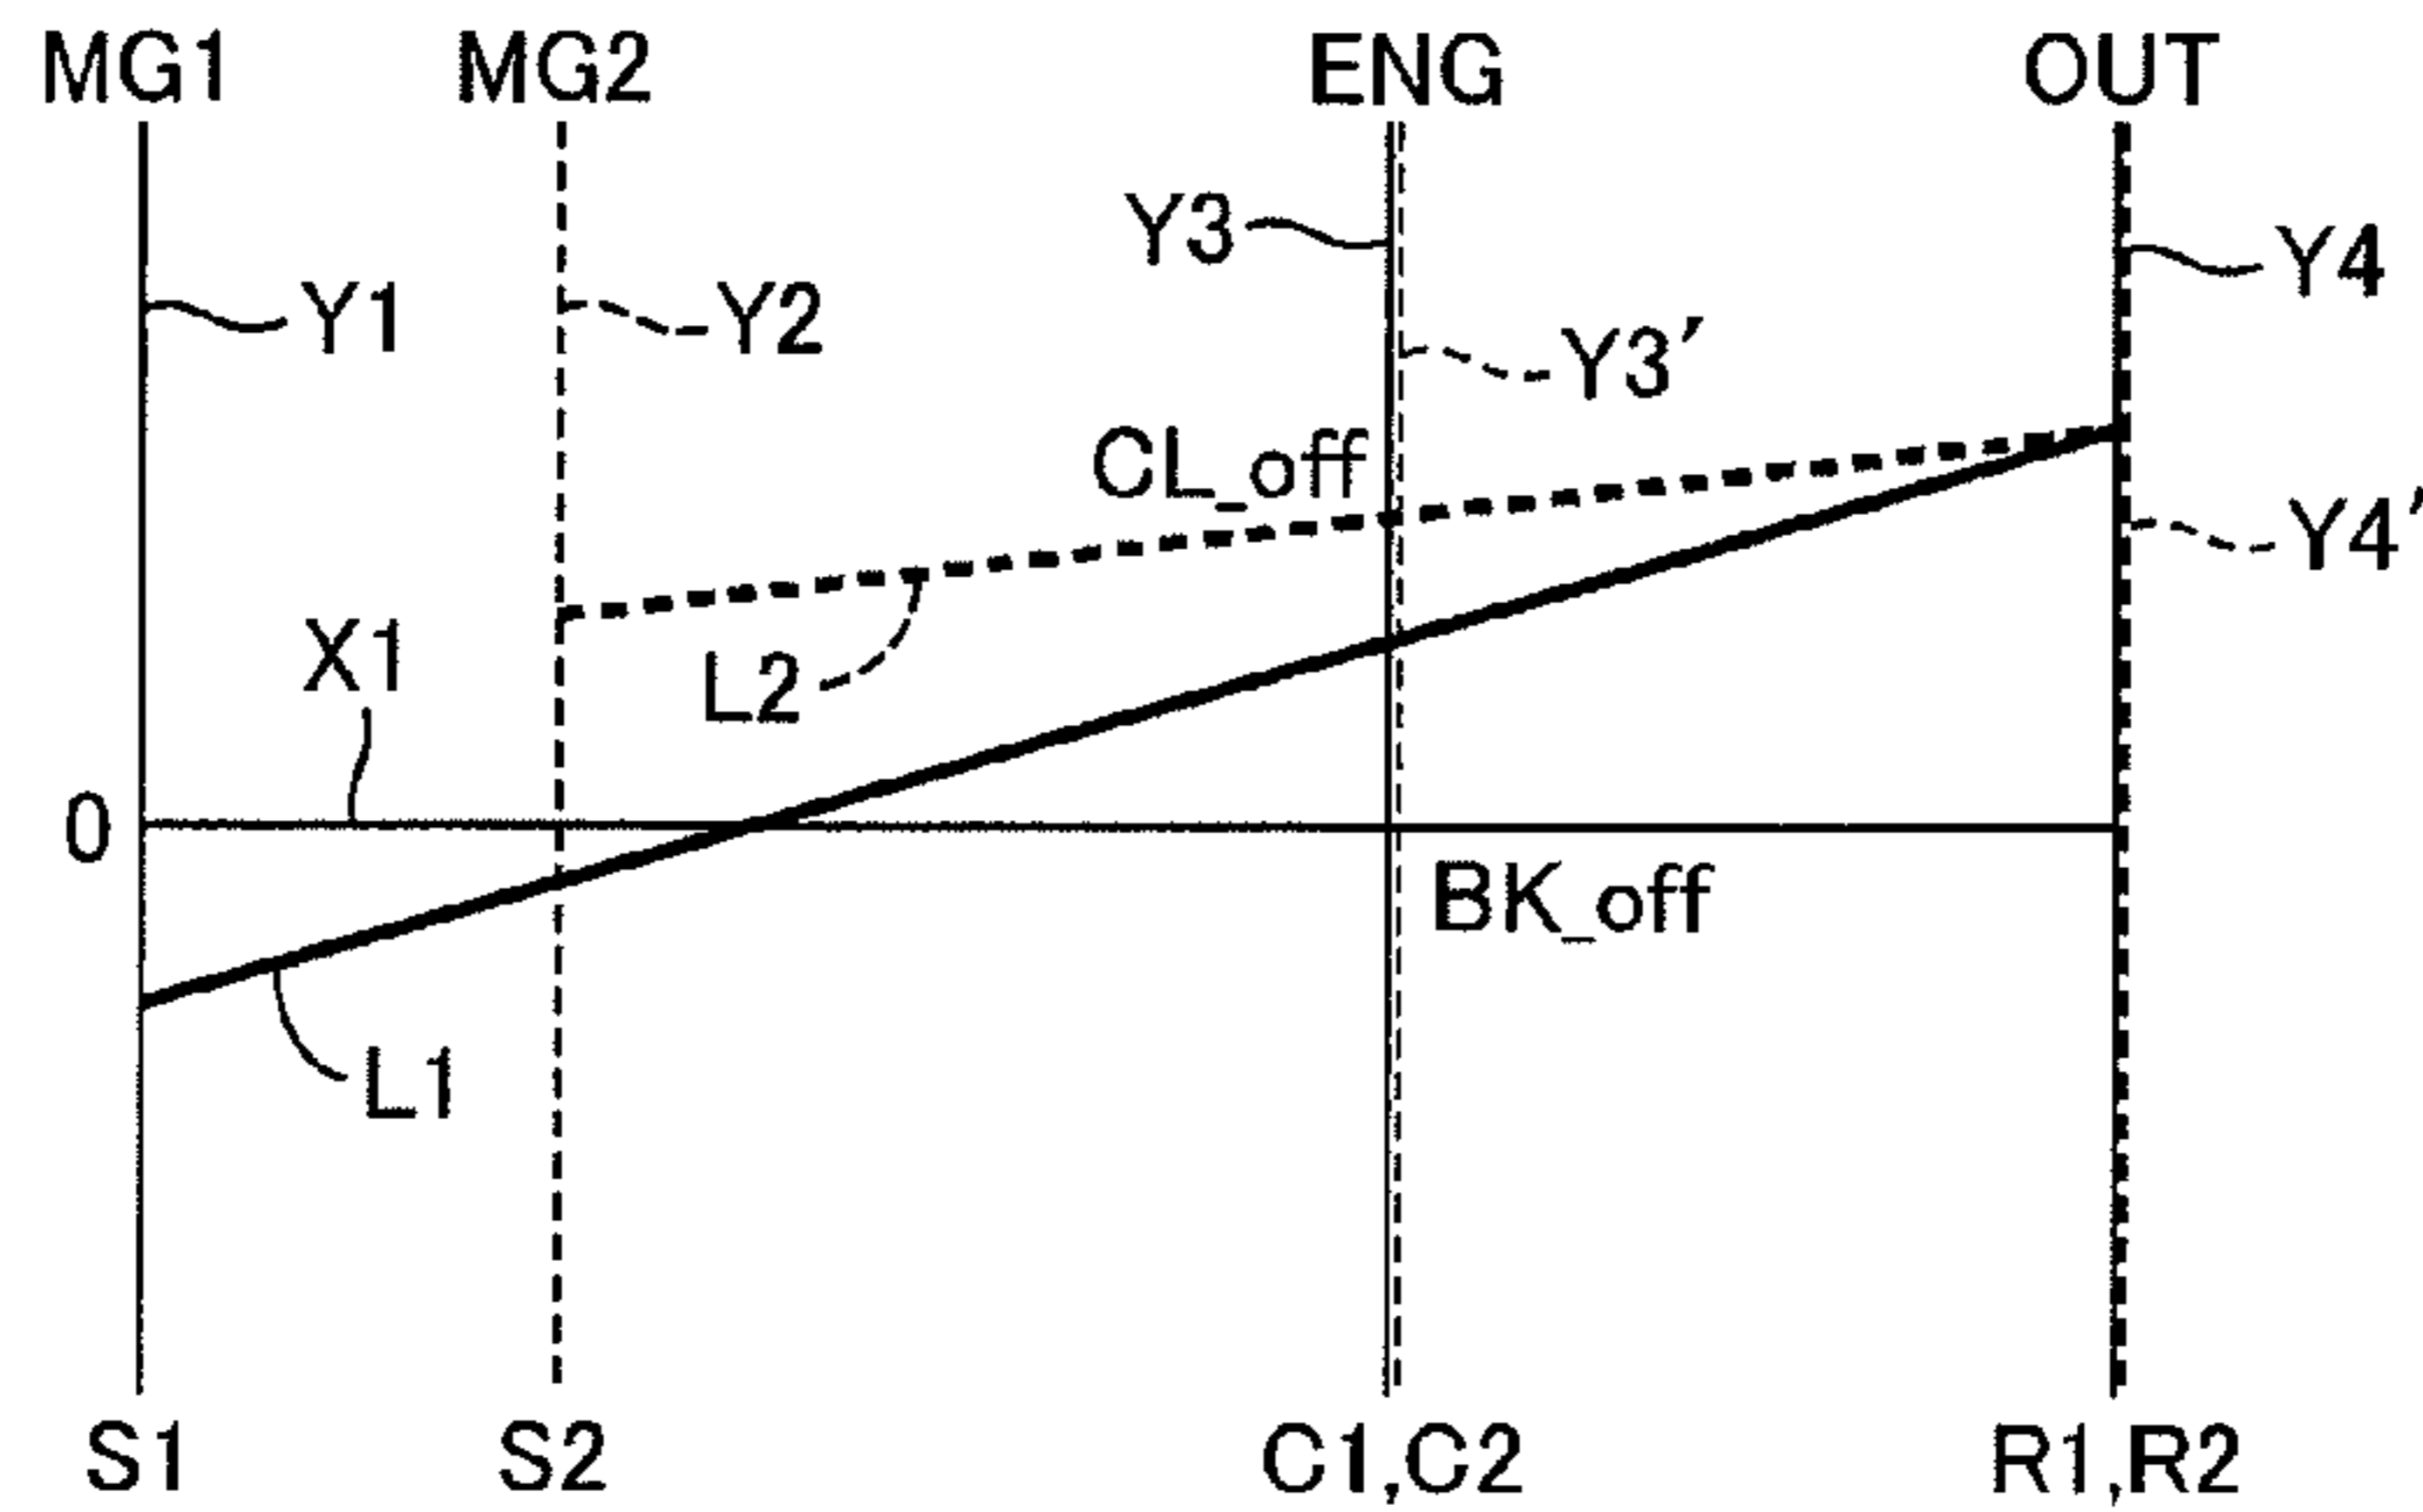 MG1 MG2 ENG OUT
Y3 Y4
Y1 Y2 Y3′
CL_off Y4′
X1 L2
0 BK_off
L1
S1 S2 C1,C2 R1,R2